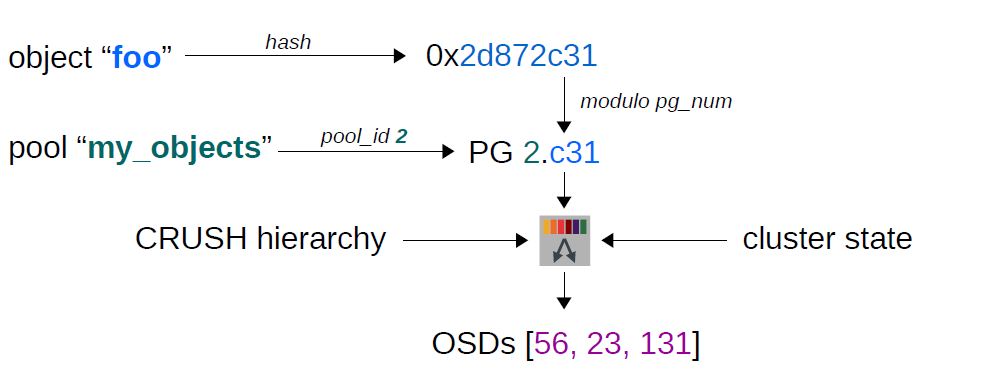 object “foo”
hash
0x2d872c31
modulo pg_num
pool “my_objects”
pool_id 2
PG 2.c31
CRUSH hierarchy
cluster state
OSDs [56, 23, 131]